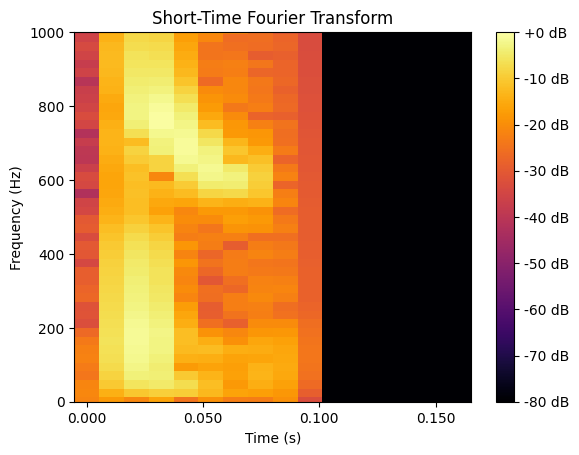 Short-Time Fourier Transform
Frequency (Hz)
1000
800
600
400
200
0
0.000
0.050
0.100
0.150
Time (s)
+0 dB
-10 dB
-20 dB
-30 dB
-40 dB
-50 dB
-60 dB
-70 dB
-80 dB